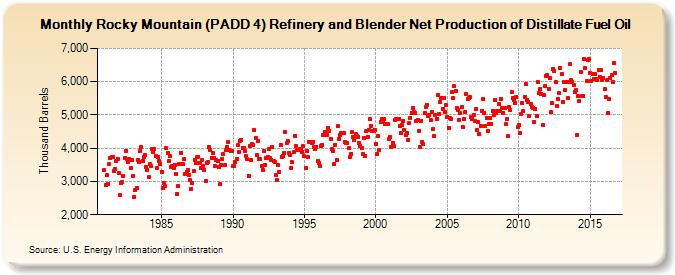 Monthly Rocky Mountain (PADD 4) Refinery and Blender Net Production of Distillate Fuel Oil
Thousand Barrels
7,000
6,000
5,000
4,000
3,000
2,000
1985 1990 1995 2000 2005 2010 2015
Source: U.S. Energy Information Administration